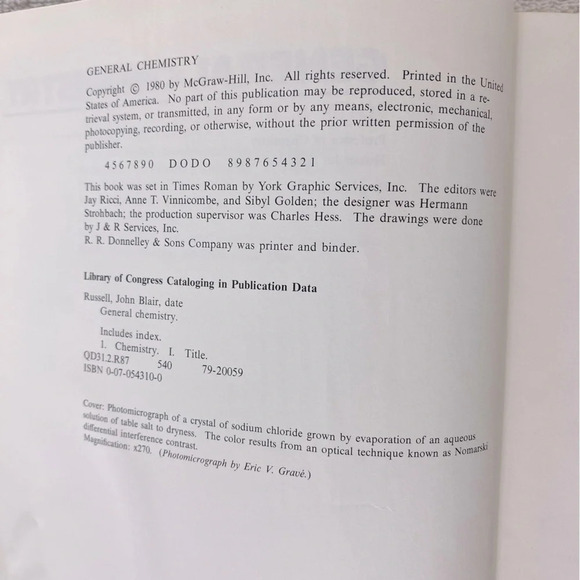 GENERAL CHEMISTRY
Copyright © 1980 by McGraw-Hill, Inc. All rights reserved. Printed in the United
States of America. No part of this publication may be reproduced, stored in a re-
trieval system, or transmitted, in any form or by any means, electronic, mechanical,
photocopying, recording, or otherwise, without the prior written permission of the
publisher.
4567890 DODO 8987654321
This book was set in Times Roman by York Graphic Services, Inc. The editors were
Jay Ricci, Anne T. Vinnicombe, and Sibyl Golden; the designer was Hermann
Strohbach; the production supervisor was Charles Hess. The drawings were done
by J & R Services, Inc.
R. R. Donnelley & Sons Company was printer and binder.
Library of Congress Cataloging in Publication Data
Russell, John Blair, date
General chemistry.
Includes index.
1. Chemistry. I. Title.
QD31.2.R87 540 79-20059
ISBN 0-07-054310-0
Cover: Photomicrograph of a crystal of sodium chloride grown by evaporation of an aqueous
solution of table salt to dryness. The color results from an optical technique known as Nomarski
differential interference contrast.
Magnification: x270. (Photomicrograph by Eric V. Gravé.)